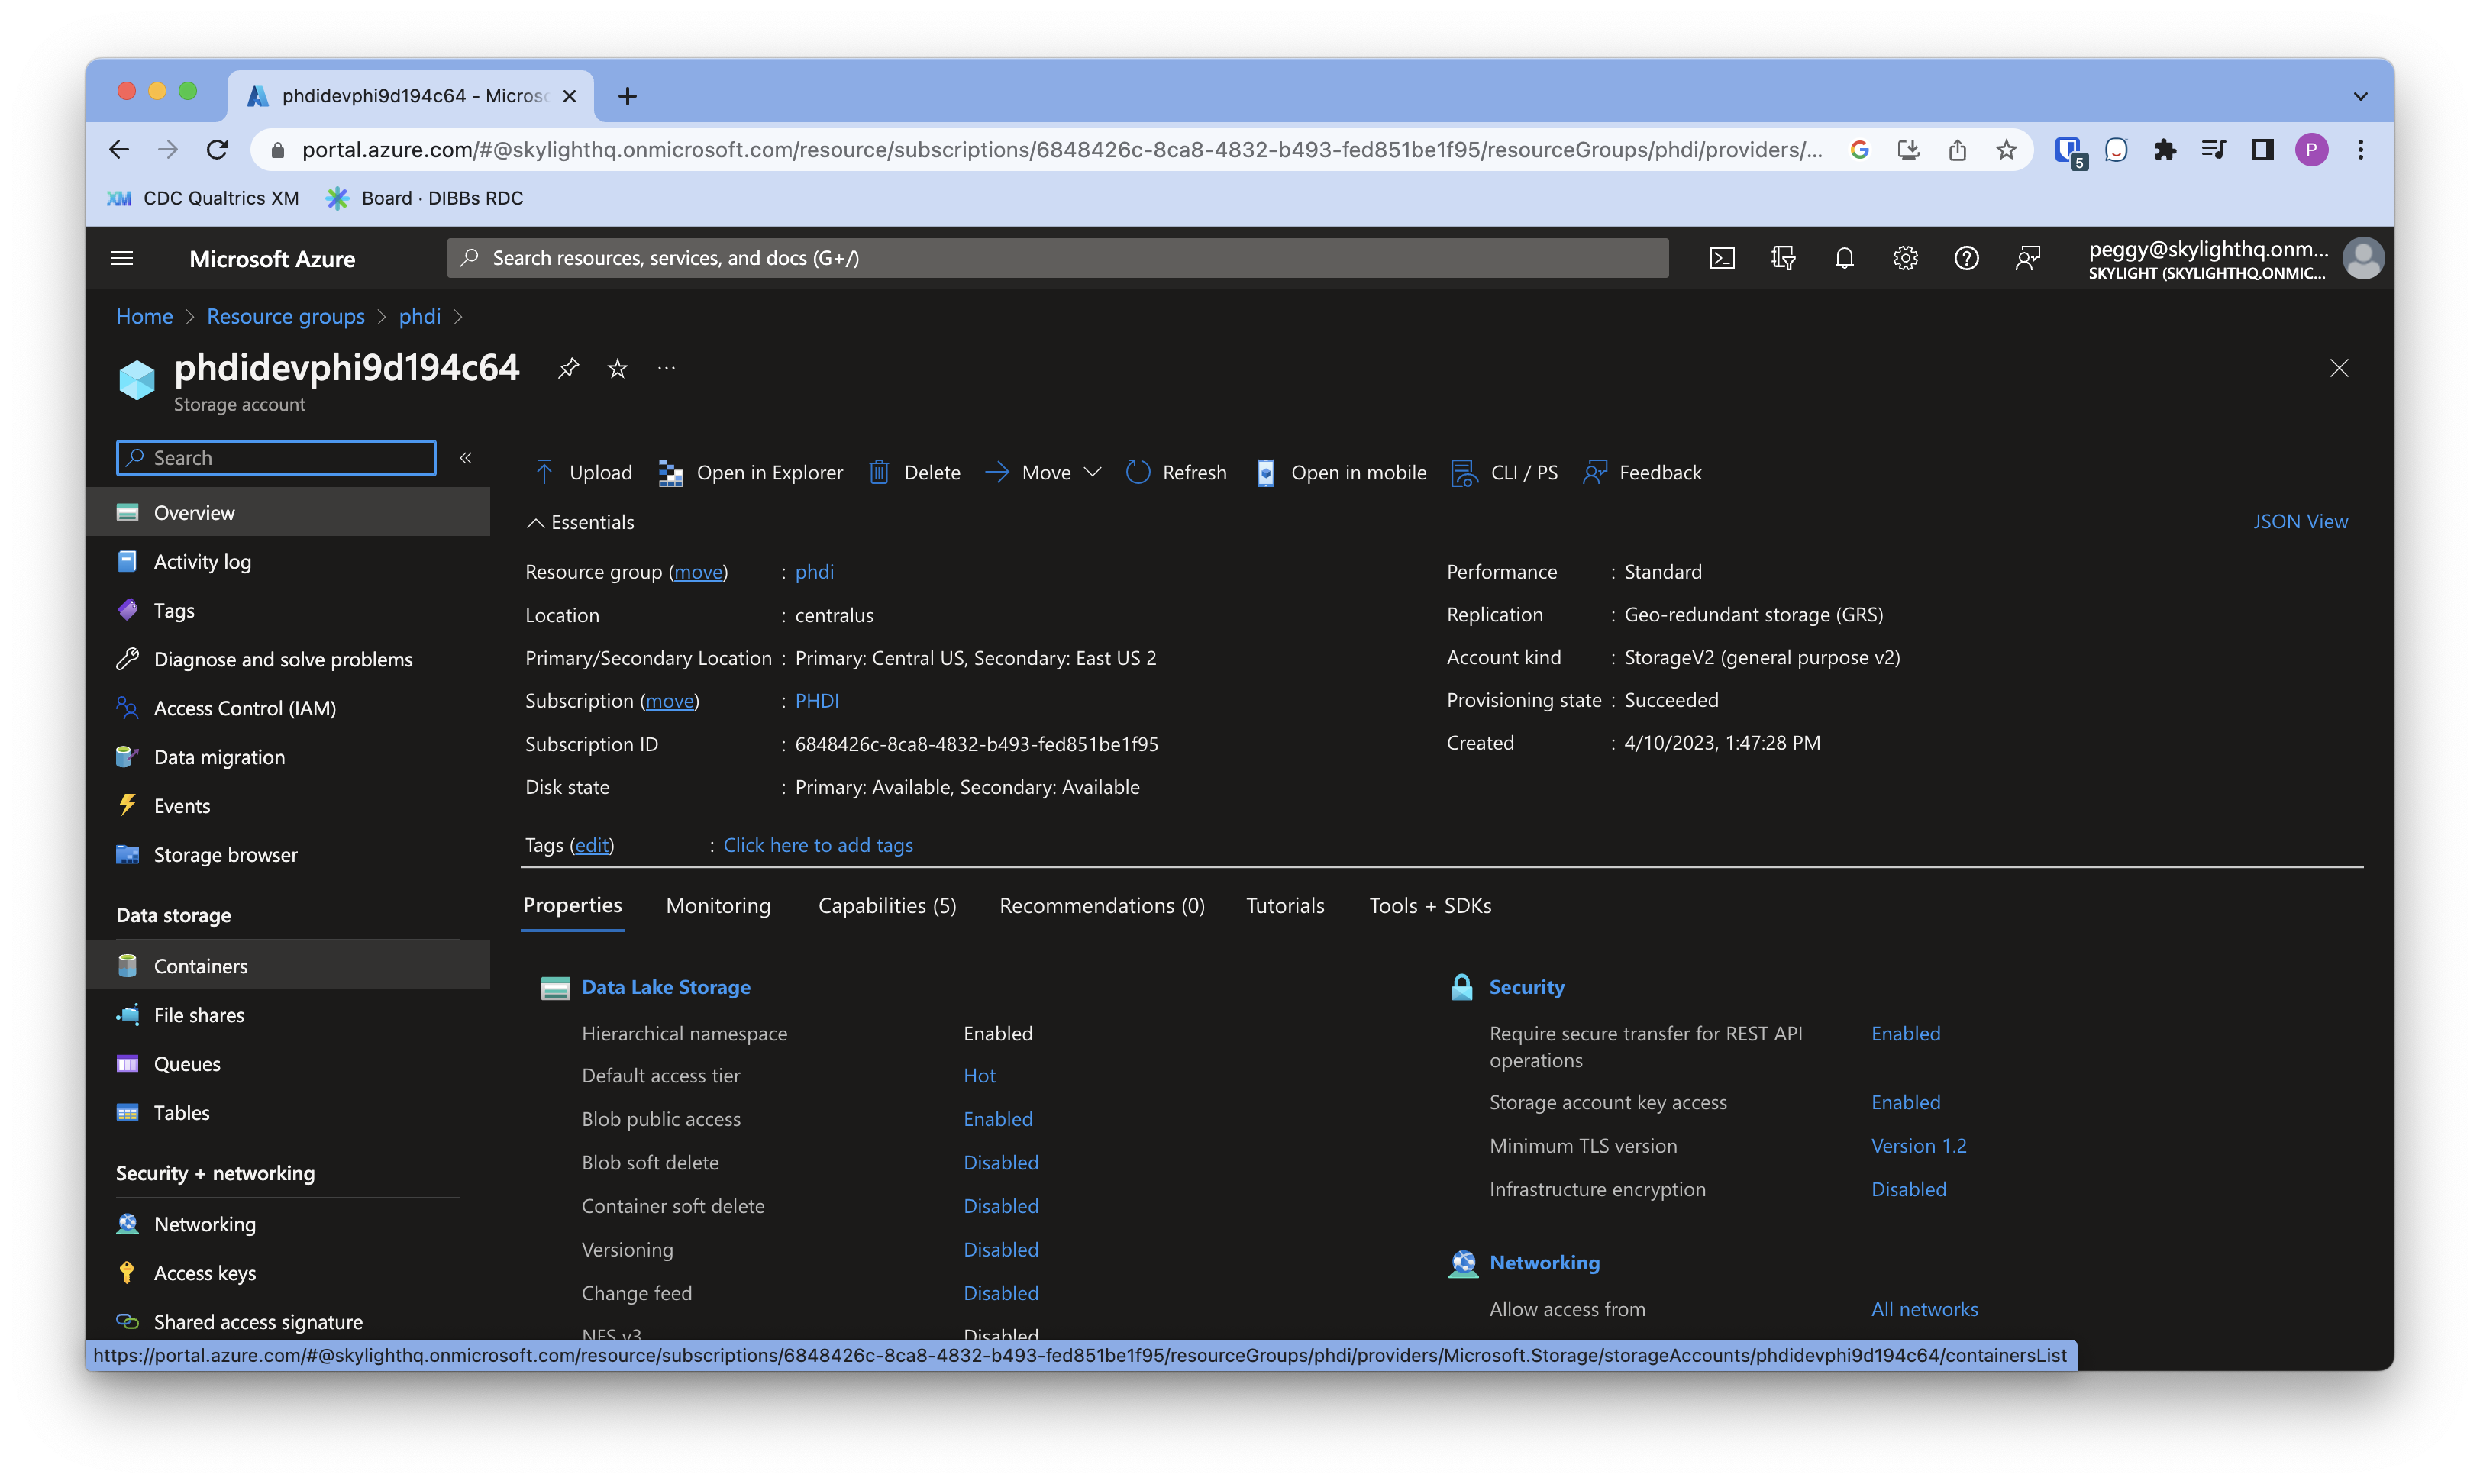 phdidevphi9d194c64 - Micros
portal.azure.com/#@skylighthq.onmicrosoft.com/resource/subscriptions/6848426c-8ca8-4832-b493-fed851be1f95/resourceGroups/phdi/providers/...
5
P
XM CDC Qualtrics XM
Board · DIBBs RDC
Microsoft Azure
Search resources, services, and docs (G+/)
peggy@skylighthq.onm...
SKYLIGHT (SKYLIGHTHQ.ONMIC...
Home > Resource groups > phdi >
phdidevphi9d194c64
Storage account
Search
Overview
Activity log
Tags
Diagnose and solve problems
Access Control (IAM)
Data migration
Events
Storage browser
Data storage
Containers
File shares
Queues
Tables
Security + networking
Networking
Access keys
Shared access signature
Upload Open in Explorer Delete Move Refresh Open in mobile CLI / PS Feedback
Essentials
JSON View
Resource group (move) : phdi
Location : centralus
Primary/Secondary Location : Primary: Central US, Secondary: East US 2
Subscription (move) : PHDI
Subscription ID : 6848426c-8ca8-4832-b493-fed851be1f95
Disk state : Primary: Available, Secondary: Available
Performance : Standard
Replication : Geo-redundant storage (GRS)
Account kind : StorageV2 (general purpose v2)
Provisioning state : Succeeded
Created : 4/10/2023, 1:47:28 PM
Tags (edit) : Click here to add tags
Properties Monitoring Capabilities (5) Recommendations (0) Tutorials Tools + SDKs
Data Lake Storage
Hierarchical namespace Enabled
Default access tier Hot
Blob public access Enabled
Blob soft delete Disabled
Container soft delete Disabled
Versioning Disabled
Change feed Disabled
NFS v3 Disabled
Security
Require secure transfer for REST API
operations Enabled
Storage account key access Enabled
Minimum TLS version Version 1.2
Infrastructure encryption Disabled
Networking
Allow access from All networks
https://portal.azure.com/#@skylighthq.onmicrosoft.com/resource/subscriptions/6848426c-8ca8-4832-b493-fed851be1f95/resourceGroups/phdi/providers/Microsoft.Storage/storageAccounts/phdidevphi9d194c64/containersList